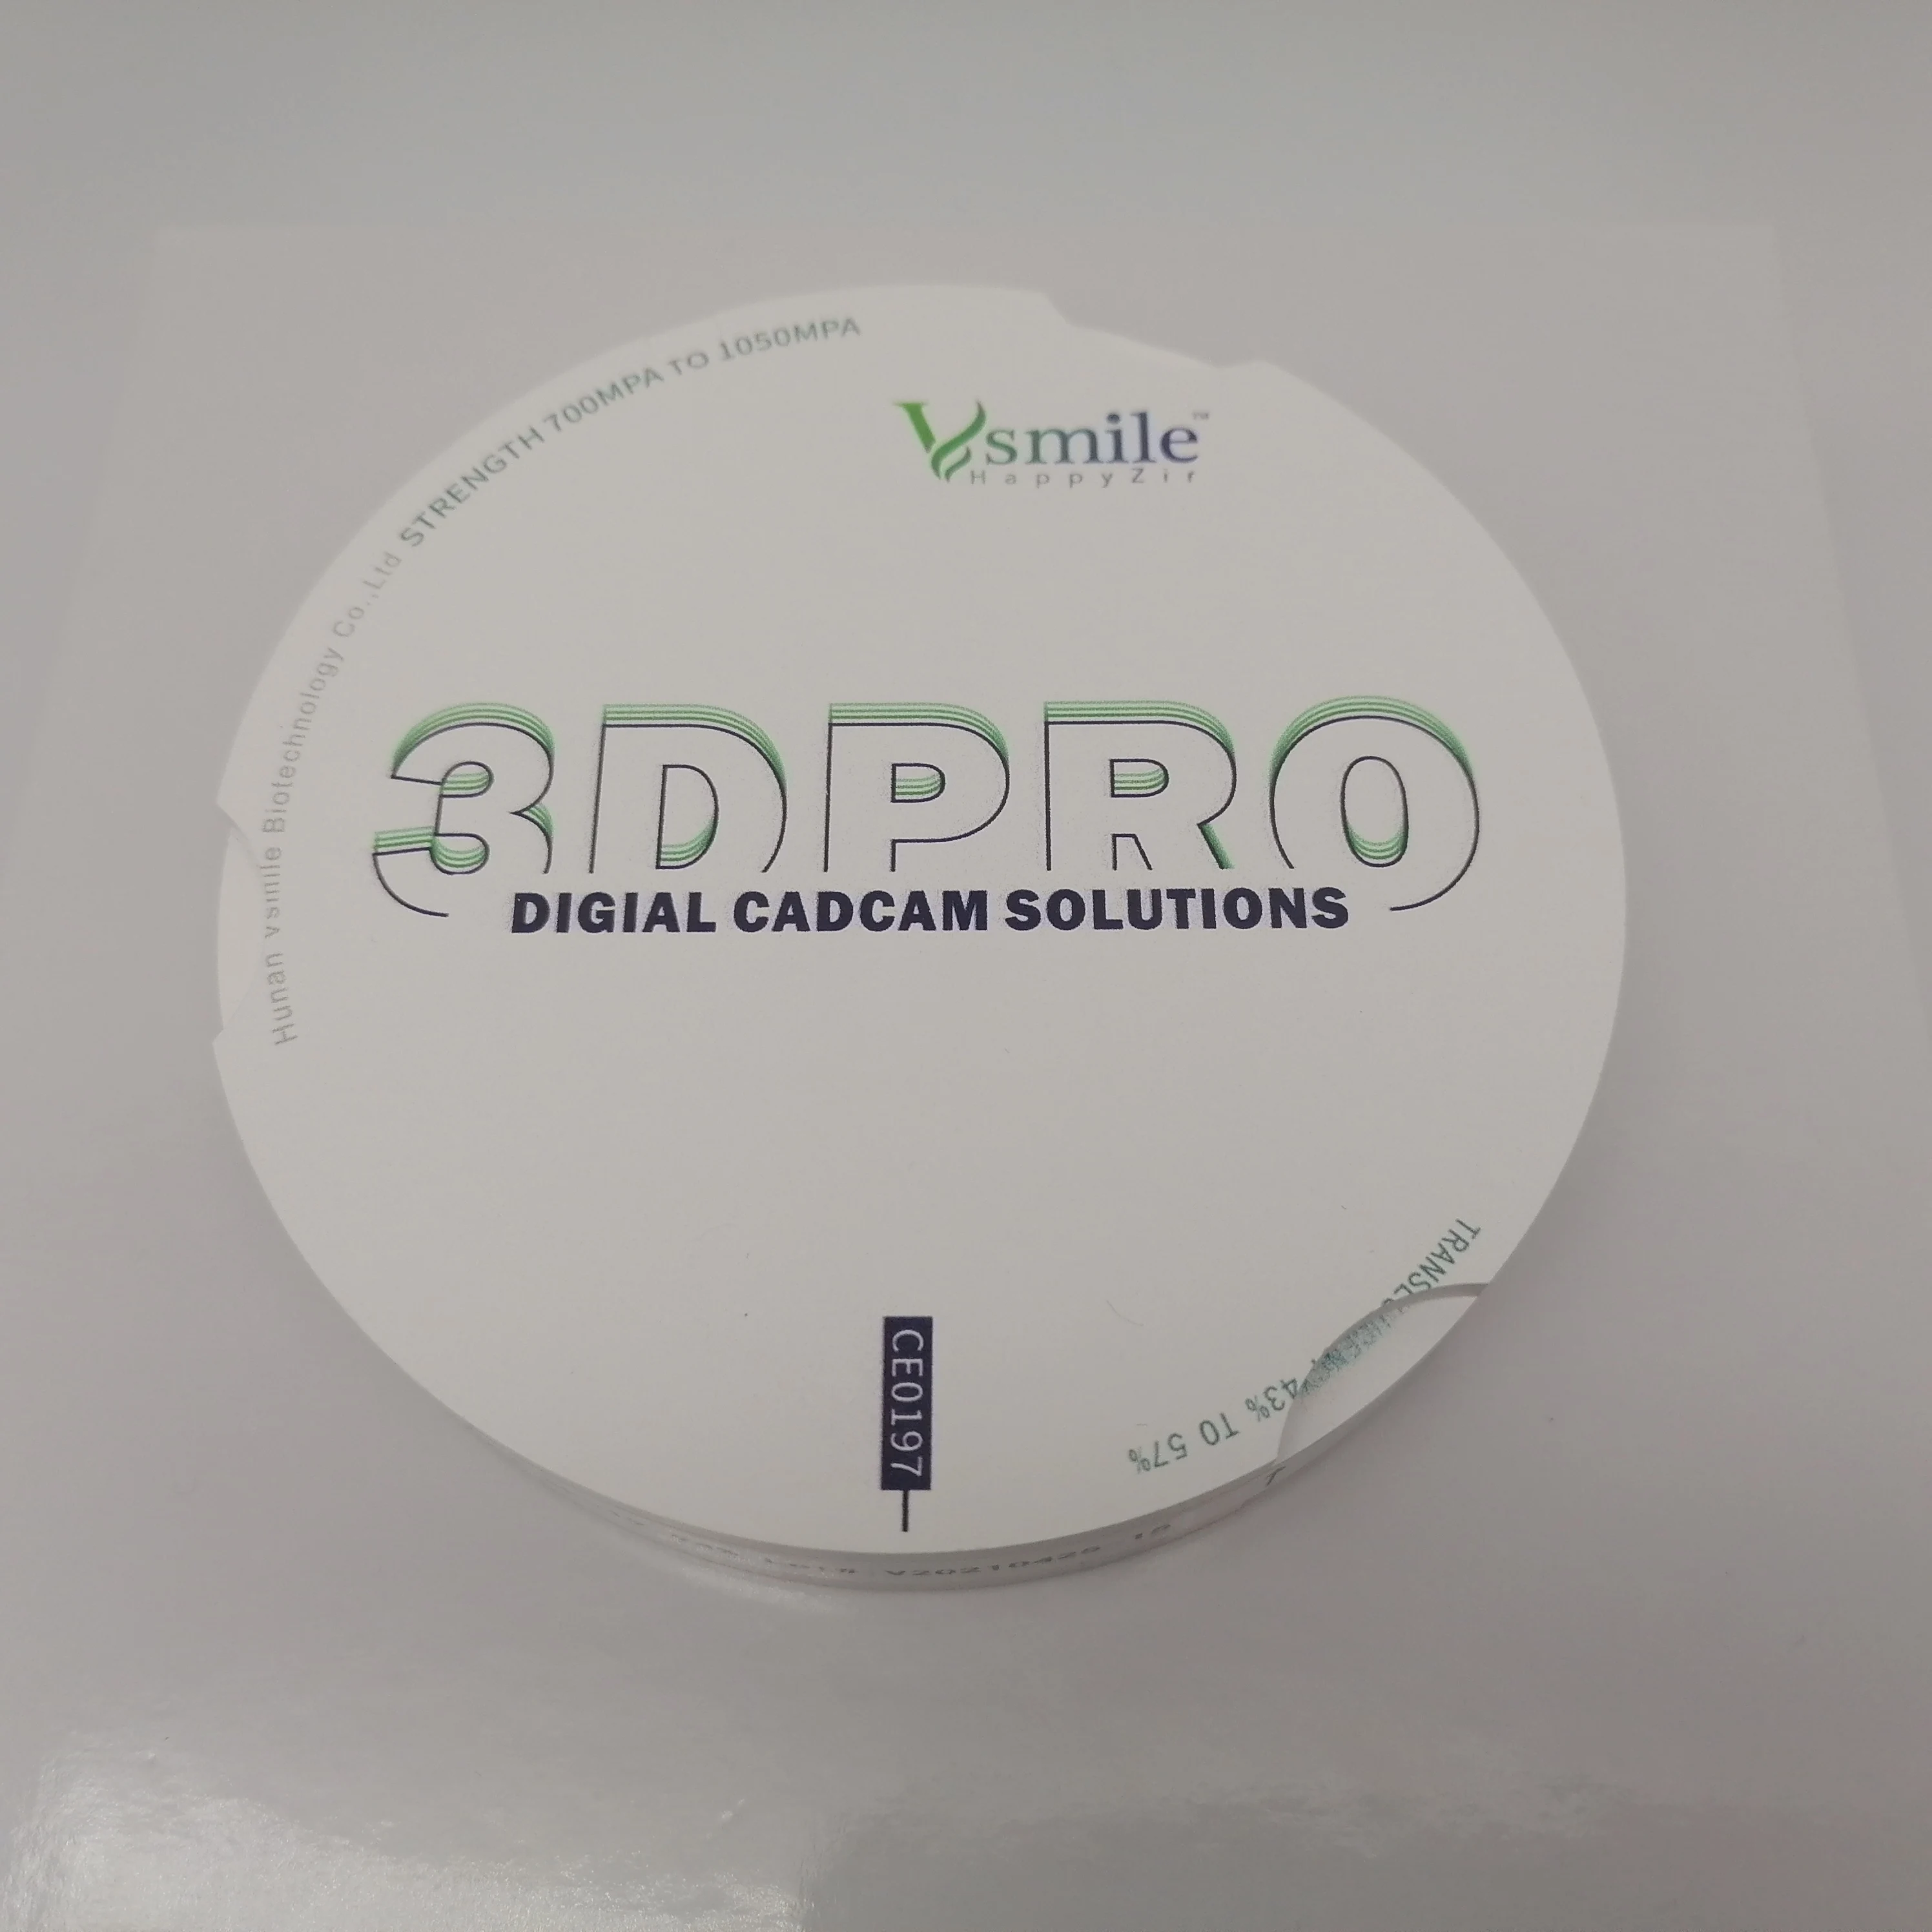 STRENGTH 700MPA TO 1050MPA
Vsmile™
HappyZir
Hunan vsmile Biotechnology Co.,Ltd
3DPRO
DIGIAL CADCAM SOLUTIONS
43% TO 57%
CE0197
V20210425